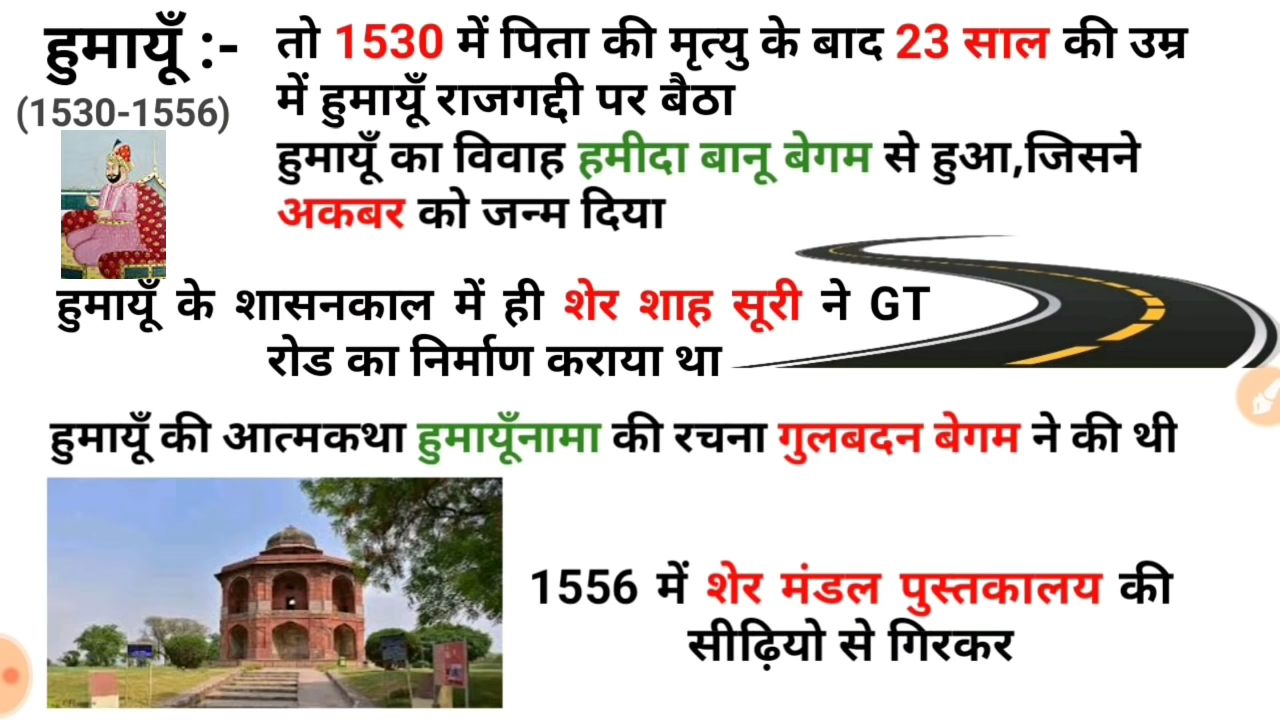 हुमायूँ :-
(1530-1556)
तो 1530 में पिता की मृत्यु के बाद 23 साल की उम्र
में हुमायूँ राजगद्दी पर बैठा
हुमायूँ का विवाह हमीदा बानू बेगम से हुआ,जिसने
अकबर को जन्म दिया
हुमायूँ के शासनकाल में ही शेर शाह सूरी ने GT
रोड का निर्माण कराया था
हुमायूँ की आत्मकथा हुमायूँनामा की रचना गुलबदन बेगम ने की थी
1556 में शेर मंडल पुस्तकालय की
सीढ़ियो से गिरकर